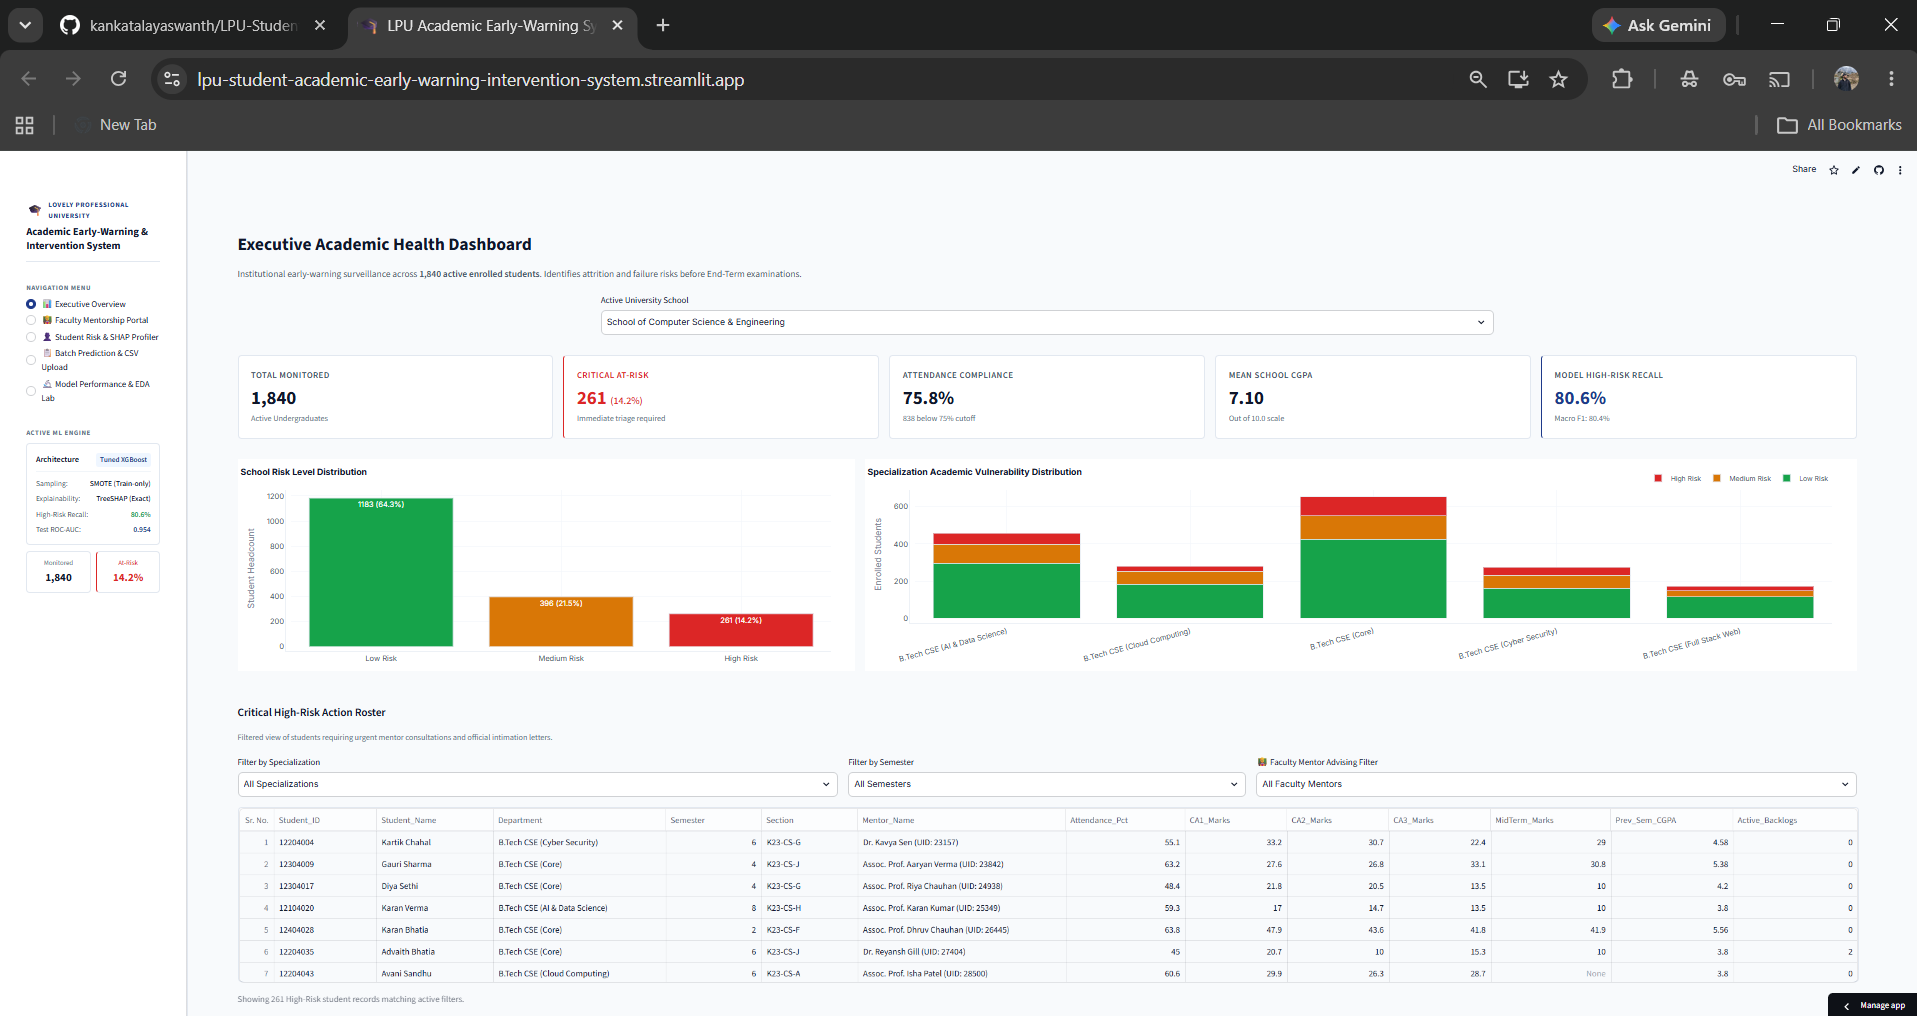 kankatalayaswanth/LPU-Studen
LPU Academic Early-Warning Sy
Ask Gemini
lpu-student-academic-early-warning-intervention-system.streamlit.app
New Tab
All Bookmarks
Share
LOVELY PROFESSIONAL
UNIVERSITY
Academic Early-Warning &
Intervention System
NAVIGATION MENU
Executive Overview
Faculty Mentorship Portal
Student Risk & SHAP Profiler
Batch Prediction & CSV
Upload
Model Performance & EDA
Lab
ACTIVE ML ENGINE
Architecture Tuned XGBoost
Sampling: SMOTE (Train-only)
Explainability: TreeSHAP (Exact)
High-Risk Recall: 80.6%
Test ROC-AUC: 0.954
Monitored
1,840
At-Risk
14.2%
Executive Academic Health Dashboard
Institutional early-warning surveillance across 1,840 active enrolled students. Identifies attrition and failure risks before End-Term examinations.
Active University School
School of Computer Science & Engineering
TOTAL MONITORED
1,840
Active Undergraduates
CRITICAL AT-RISK
261 (14.2%)
Immediate triage required
ATTENDANCE COMPLIANCE
75.8%
838 below 75% cutoff
MEAN SCHOOL CGPA
7.10
Out of 10.0 scale
MODEL HIGH-RISK RECALL
80.6%
Macro F1: 80.4%
School Risk Level Distribution
Student Headcount
1200
1000
800
600
400
200
0
1183 (64.3%)
396 (21.5%)
261 (14.2%)
Low Risk
Medium Risk
High Risk
Specialization Academic Vulnerability Distribution
High Risk
Medium Risk
Low Risk
Enrolled Students
600
400
200
0
B.Tech CSE (AI & Data Science)
B.Tech CSE (Cloud Computing)
B.Tech CSE (Core)
B.Tech CSE (Cyber Security)
B.Tech CSE (Full Stack Web)
Critical High-Risk Action Roster
Filtered view of students requiring urgent mentor consultations and official intimation letters.
Filter by Specialization
All Specializations
Filter by Semester
All Semesters
Faculty Mentor Advising Filter
All Faculty Mentors
Sr. No. Student_ID Student_Name Department Semester Section Mentor_Name Attendance_Pct CA1_Marks CA2_Marks CA3_Marks MidTerm_Marks Prev_Sem_CGPA Active_Backlogs
1 12204004 Kartik Chahal B.Tech CSE (Cyber Security) 6 K23-CS-G Dr. Kavya Sen (UID: 23157) 55.1 33.2 30.7 22.4 29 4.58 0
2 12304009 Gauri Sharma B.Tech CSE (Core) 4 K23-CS-J Assoc. Prof. Aaryan Verma (UID: 23842) 63.2 27.6 26.8 33.1 30.8 5.38 0
3 12304017 Diya Sethi B.Tech CSE (Core) 4 K23-CS-G Assoc. Prof. Riya Chauhan (UID: 24938) 48.4 21.8 20.5 13.5 10 4.2 0
4 12104020 Karan Verma B.Tech CSE (AI & Data Science) 8 K23-CS-H Assoc. Prof. Karan Kumar (UID: 25349) 59.3 17 14.7 13.5 10 3.8 0
5 12404028 Karan Bhatia B.Tech CSE (Core) 2 K23-CS-F Assoc. Prof. Dhruv Chauhan (UID: 26445) 63.8 47.9 43.6 41.8 41.9 5.56 0
6 12204035 Advaith Bhatia B.Tech CSE (Core) 6 K23-CS-J Dr. Reyansh Gill (UID: 27404) 45 20.7 10 15.3 10 3.8 2
7 12204043 Avani Sandhu B.Tech CSE (Cloud Computing) 6 K23-CS-A Assoc. Prof. Isha Patel (UID: 28500) 60.6 29.9 26.3 28.7 None 3.8 0
Showing 261 High-Risk student records matching active filters.
Manage app